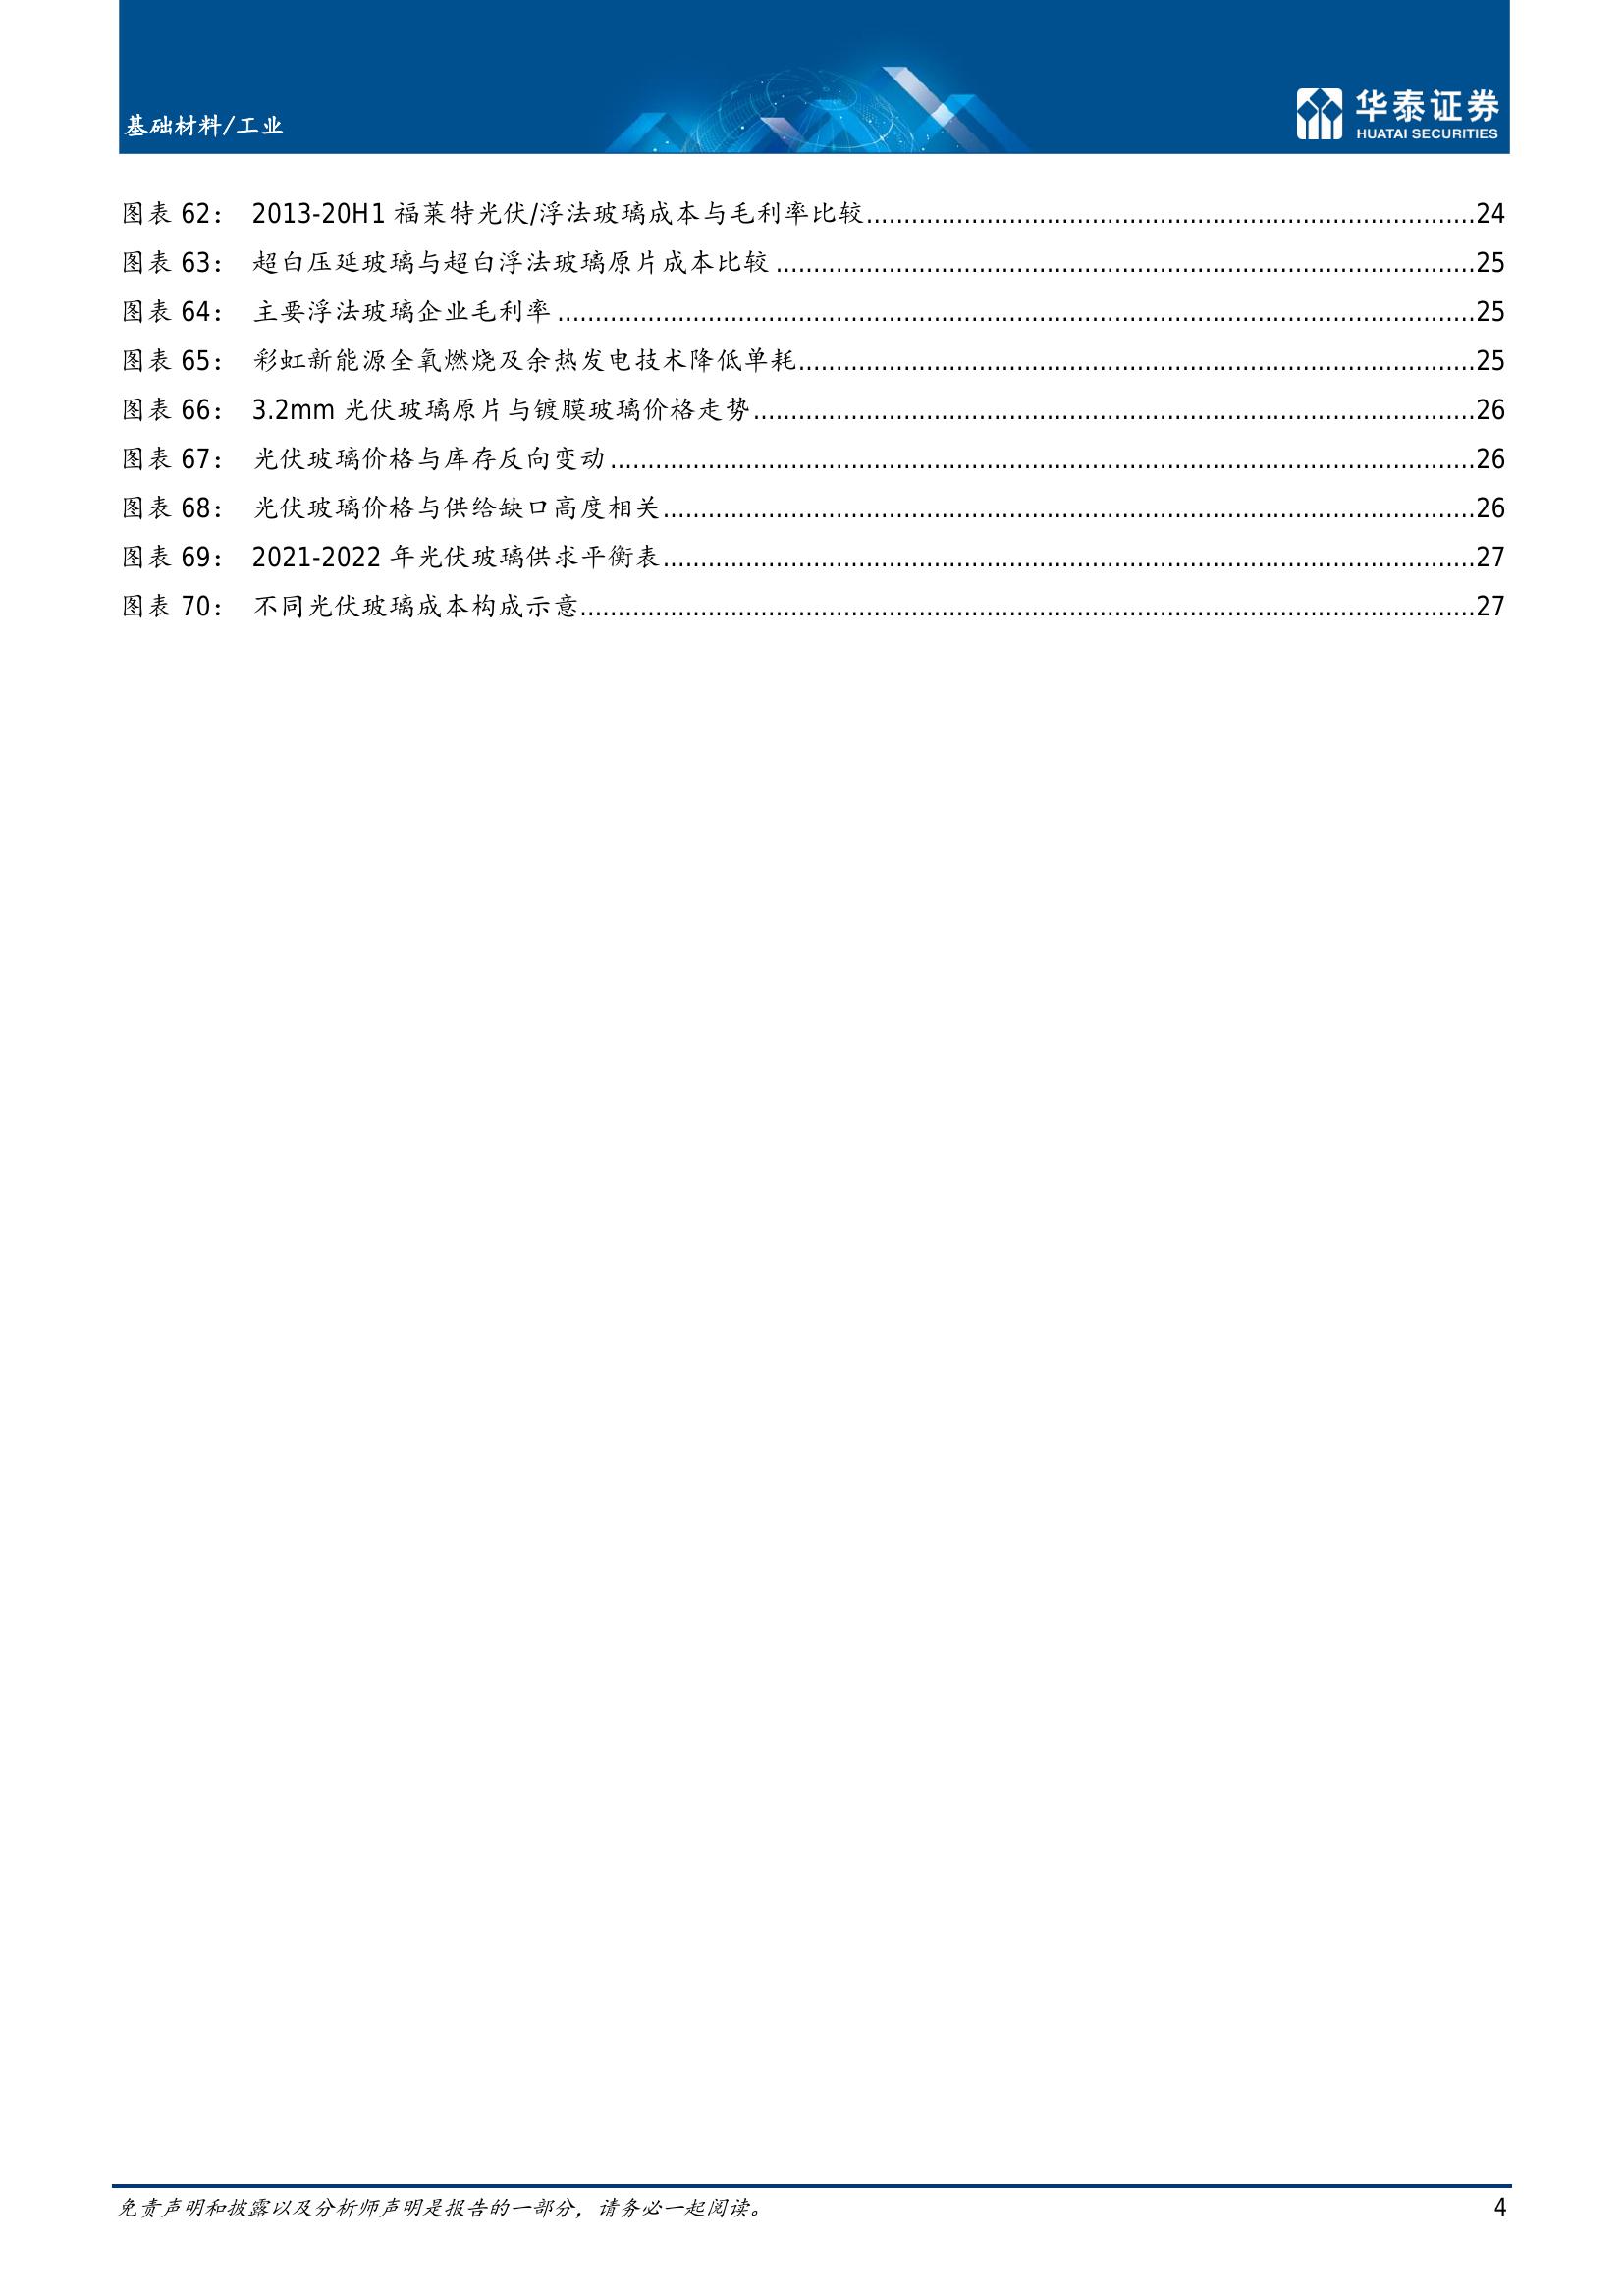 基础材料/工业
华泰证券
HUATAI SECURITIES
图表 62： 2013-20H1 福莱特光伏/浮法玻璃成本与毛利率比较........24
图表 63： 超白压延玻璃与超白浮法玻璃原片成本比较........25
图表 64： 主要浮法玻璃企业毛利率........25
图表 65： 彩虹新能源全氧燃烧及余热发电技术降低单耗........25
图表 66： 3.2mm 光伏玻璃原片与镀膜玻璃价格走势........26
图表 67： 光伏玻璃价格与库存反向变动........26
图表 68： 光伏玻璃价格与供给缺口高度相关........26
图表 69： 2021-2022 年光伏玻璃供求平衡表........27
图表 70： 不同光伏玻璃成本构成示意........27
免责声明和披露以及分析师声明是报告的一部分，请务必一起阅读。 4